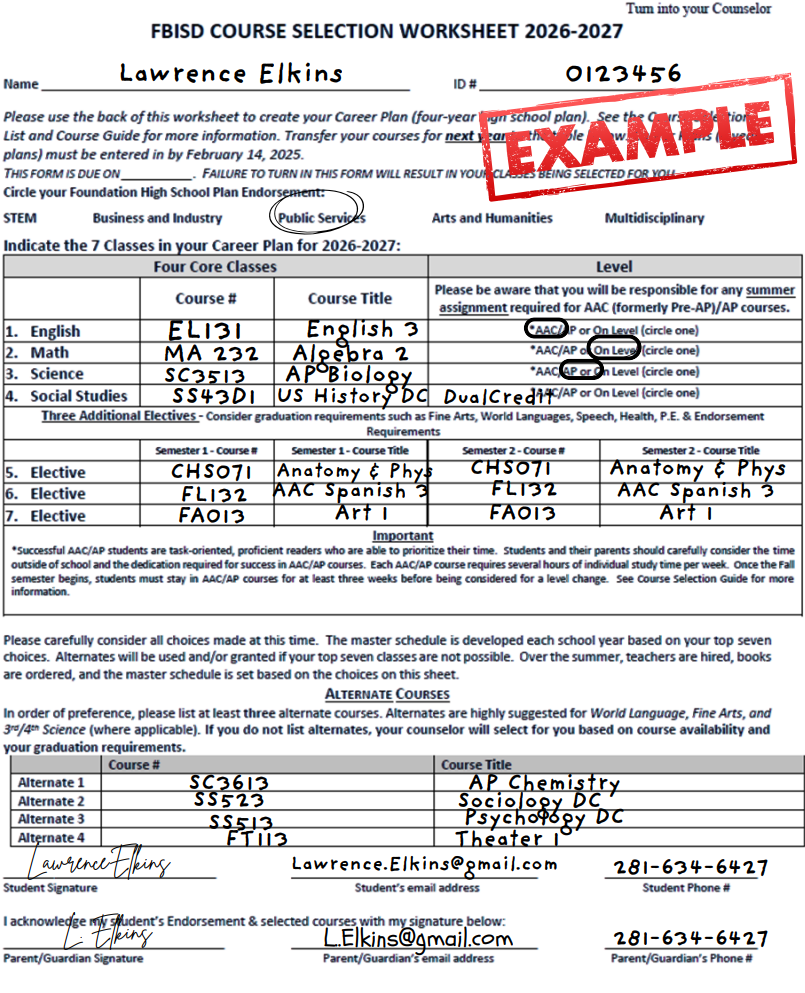 Turn into your Counselor
FBISD COURSE SELECTION WORKSHEET 2026-2027
Name Lawrence Elkins ID # 0123456
Please use the back of this worksheet to create your Career Plan (four-year high school plan). See the Course Selection
List and Course Guide for more information. Transfer your courses for next year
plans) must be entered in by February 14, 2025.
EXAMPLE
THIS FORM IS DUE ON __________. FAILURE TO TURN IN THIS FORM WILL RESULT IN YOUR CLASSES BEING SELECTED FOR YOU
Circle your Foundation High School Plan Endorsement:
STEM Business and Industry Public Services Arts and Humanities Multidisciplinary
Indicate the 7 Classes in your Career Plan for 2026-2027:
Four Core Classes Level
Course # Course Title Please be aware that you will be responsible for any summer
assignment required for AAC (formerly Pre-AP)/AP courses.
1. English EL131 English 3 *AAC/AP or On Level (circle one)
2. Math MA 232 Algebra 2 *AAC/AP or On Level (circle one)
3. Science SC3513 AP Biology *AAC/AP or On Level (circle one)
4. Social Studies SS43D1 US History DC DualCredit *AAC/AP or On Level (circle one)
Three Additional Electives - Consider graduation requirements such as Fine Arts, World Languages, Speech, Health, P.E. & Endorsement
Requirements
Semester 1 - Course # Semester 1 - Course Title Semester 2 - Course # Semester 2 - Course Title
5. Elective CHS071 Anatomy & Phys CHS071 Anatomy & Phys
6. Elective FL132 AAC Spanish 3 FL132 AAC Spanish 3
7. Elective FA013 Art 1 FA013 Art 1
Important
*Successful AAC/AP students are task-oriented, proficient readers who are able to prioritize their time. Students and their parents should carefully consider the time
outside of school and the dedication required for success in AAC/AP courses. Each AAC/AP course requires several hours of individual study time per week. Once the Fall
semester begins, students must stay in AAC/AP courses for at least three weeks before being considered for a level change. See Course Selection Guide for more
information.
Please carefully consider all choices made at this time. The master schedule is developed each school year based on your top seven
choices. Alternates will be used and/or granted if your top seven classes are not possible. Over the summer, teachers are hired, books
are ordered, and the master schedule is set based on the choices on this sheet.
ALTERNATE COURSES
In order of preference, please list at least three alternate courses. Alternates are highly suggested for World Language, Fine Arts, and
3rd/4th Science (where applicable). If you do not list alternates, your counselor will select for you based on course availability and
your graduation requirements.
Course # Course Title
Alternate 1 SC3613 AP Chemistry
Alternate 2 SS523 Sociology DC
Alternate 3 SS513 Psychology DC
Alternate 4 FT113 Theater 1
Lawrence Elkins Lawrence.Elkins@gmail.com 281-634-6427
Student Signature Student's email address Student Phone #
I acknowledge my student's Endorsement & selected courses with my signature below:
L. Elkins L.Elkins@gmail.com 281-634-6427
Parent/Guardian Signature Parent/Guardian's email address Parent/Guardian's Phone #